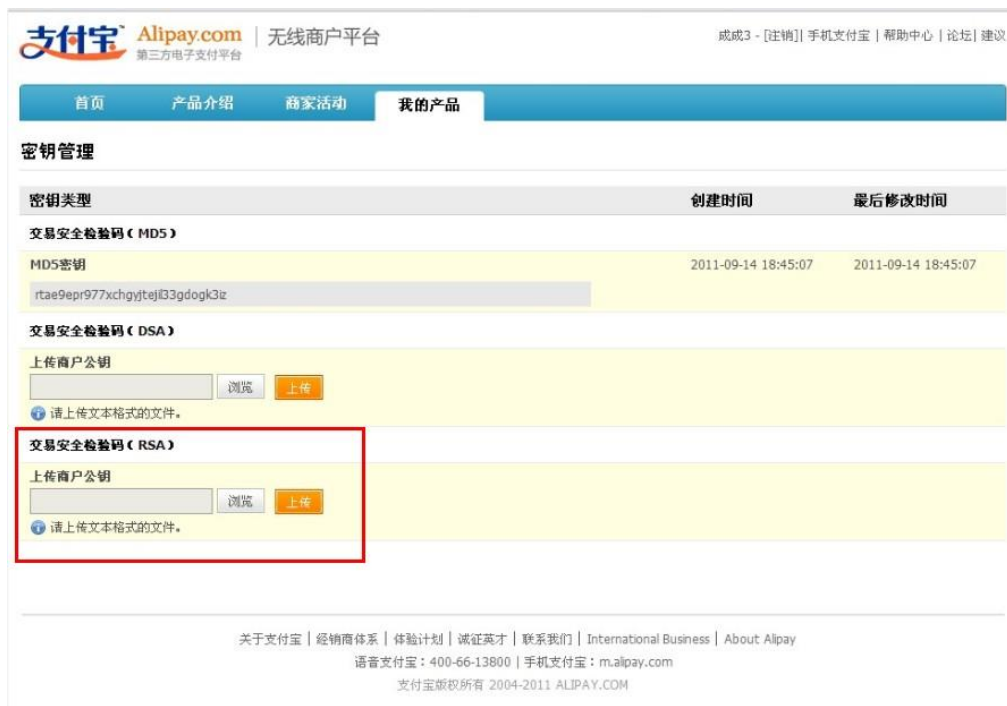 支付宝 Alipay.com | 无线商户平台
第三方电子支付平台
成成3 - [注销]| 手机支付宝 | 帮助中心 | 论坛| 建议
首页 产品介绍 商家活动 我的产品
密钥管理
密钥类型 创建时间 最后修改时间
交易安全检验码(MD5)
MD5密钥 2011-09-14 18:45:07 2011-09-14 18:45:07
rtae9epr977xchgyjtejil33gdogk3iz
交易安全检验码(DSA)
上传商户公钥
浏览 上传
请上传文本格式的文件。
交易安全检验码(RSA)
上传商户公钥
浏览 上传
请上传文本格式的文件。
关于支付宝 | 经销商体系 | 体验计划 | 诚征英才 | 联系我们 | International Business | About Alipay
语音支付宝:400-66-13800 | 手机支付宝:m.alipay.com
支付宝版权所有 2004-2011 ALIPAY.COM